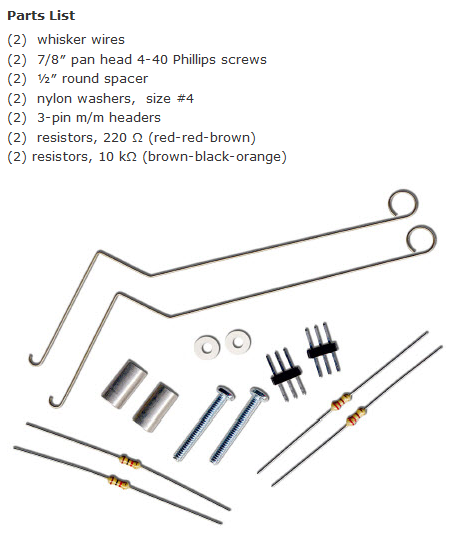 Parts List
(2) whisker wires
(2) 7/8″ pan head 4-40 Phillips screws
(2) ½″ round spacer
(2) nylon washers, size #4
(2) 3-pin m/m headers
(2) resistors, 220 Ω (red-red-brown)
(2) resistors, 10 kΩ (brown-black-orange)